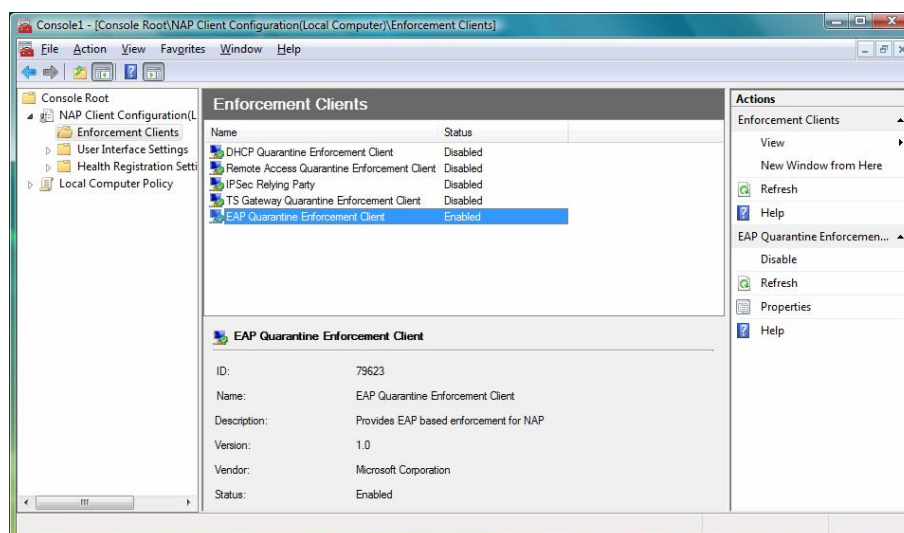 Console1 - [Console Root\NAP Client Configuration(Local Computer)\Enforcement Clients]
File Action View Favorites Window Help
Console Root
NAP Client Configuration(L
Enforcement Clients
User Interface Settings
Health Registration Setti
Local Computer Policy
Enforcement Clients
Name Status
DHCP Quarantine Enforcement Client Disabled
Remote Access Quarantine Enforcement Client Disabled
IPSec Relying Party Disabled
TS Gateway Quarantine Enforcement Client Disabled
EAP Quarantine Enforcement Client Enabled
EAP Quarantine Enforcement Client
ID: 79623
Name: EAP Quarantine Enforcement Client
Description: Provides EAP based enforcement for NAP
Version: 1.0
Vendor: Microsoft Corporation
Status: Enabled
Actions
Enforcement Clients
View
New Window from Here
Refresh
Help
EAP Quarantine Enforcemen...
Disable
Refresh
Properties
Help